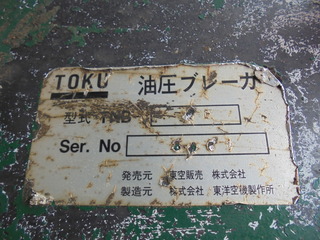 TOKU 油圧ブレーカ
型式 TNB
Ser. No
発売元 東空販売 株式会社
製造元 株式会社 東洋空機製作所